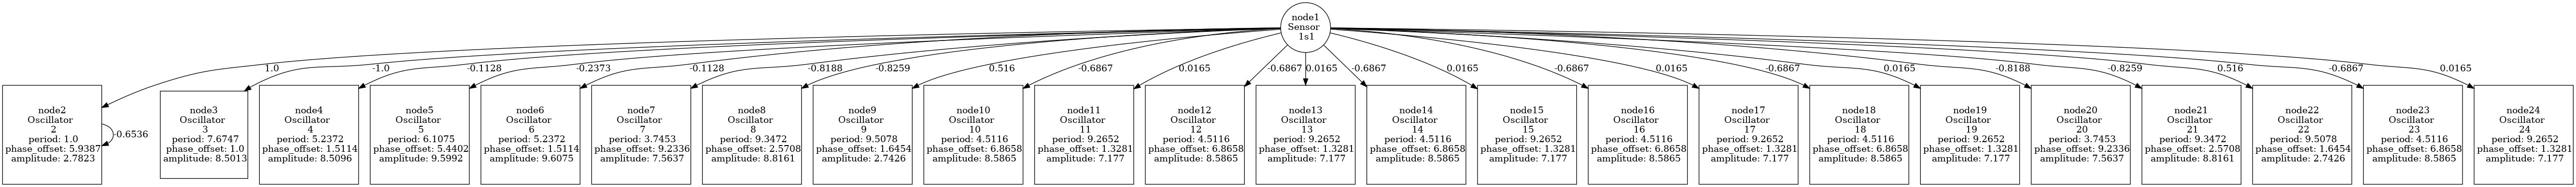 node1
Sensor
1s1
1.0
-1.0
-0.1128
-0.2373
-0.1128
-0.8188
-0.8259
0.516
-0.6867
0.0165
-0.6867
0.0165
-0.6867
0.0165
-0.6867
0.0165
-0.6867
0.0165
-0.8188
-0.8259
0.516
-0.6867
0.0165
node2
Oscillator
2
period: 1.0
phase_offset: 5.9387
amplitude: 2.7823
-0.6536
node3
Oscillator
3
period: 7.6747
phase_offset: 1.0
amplitude: 8.5013
node4
Oscillator
4
period: 5.2372
phase_offset: 1.5114
amplitude: 8.5096
node5
Oscillator
5
period: 6.1075
phase_offset: 5.4402
amplitude: 9.5992
node6
Oscillator
6
period: 5.2372
phase_offset: 1.5114
amplitude: 9.6075
node7
Oscillator
7
period: 3.7453
phase_offset: 9.2336
amplitude: 7.5637
node8
Oscillator
8
period: 9.3472
phase_offset: 2.5708
amplitude: 8.8161
node9
Oscillator
9
period: 9.5078
phase_offset: 1.6454
amplitude: 2.7426
node10
Oscillator
10
period: 4.5116
phase_offset: 6.8658
amplitude: 8.5865
node11
Oscillator
11
period: 9.2652
phase_offset: 1.3281
amplitude: 7.177
node12
Oscillator
12
period: 4.5116
phase_offset: 6.8658
amplitude: 8.5865
node13
Oscillator
13
period: 9.2652
phase_offset: 1.3281
amplitude: 7.177
node14
Oscillator
14
period: 4.5116
phase_offset: 6.8658
amplitude: 8.5865
node15
Oscillator
15
period: 9.2652
phase_offset: 1.3281
amplitude: 7.177
node16
Oscillator
16
period: 4.5116
phase_offset: 6.8658
amplitude: 8.5865
node17
Oscillator
17
period: 9.2652
phase_offset: 1.3281
amplitude: 7.177
node18
Oscillator
18
period: 4.5116
phase_offset: 6.8658
amplitude: 8.5865
node19
Oscillator
19
period: 9.2652
phase_offset: 1.3281
amplitude: 7.177
node20
Oscillator
20
period: 3.7453
phase_offset: 9.2336
amplitude: 7.5637
node21
Oscillator
21
period: 9.3472
phase_offset: 2.5708
amplitude: 8.8161
node22
Oscillator
22
period: 9.5078
phase_offset: 1.6454
amplitude: 2.7426
node23
Oscillator
23
period: 4.5116
phase_offset: 6.8658
amplitude: 8.5865
node24
Oscillator
24
period: 9.2652
phase_offset: 1.3281
amplitude: 7.177